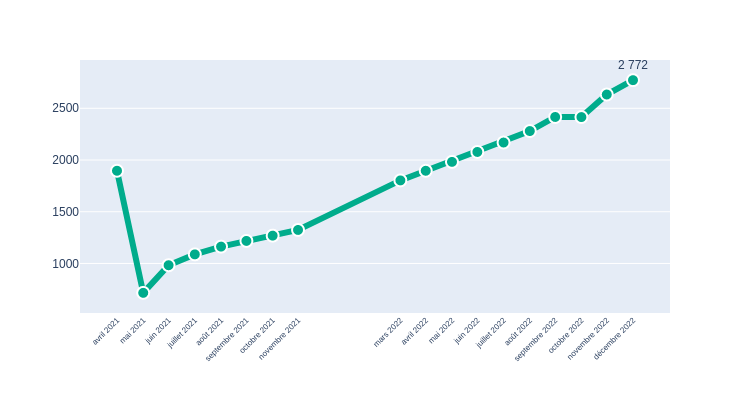 2 772
2500
2000
1500
1000
avril 2021
mai 2021
juin 2021
juillet 2021
août 2021
septembre 2021
octobre 2021
novembre 2021
mars 2022
avril 2022
mai 2022
juin 2022
juillet 2022
août 2022
septembre 2022
octobre 2022
novembre 2022
décembre 2022